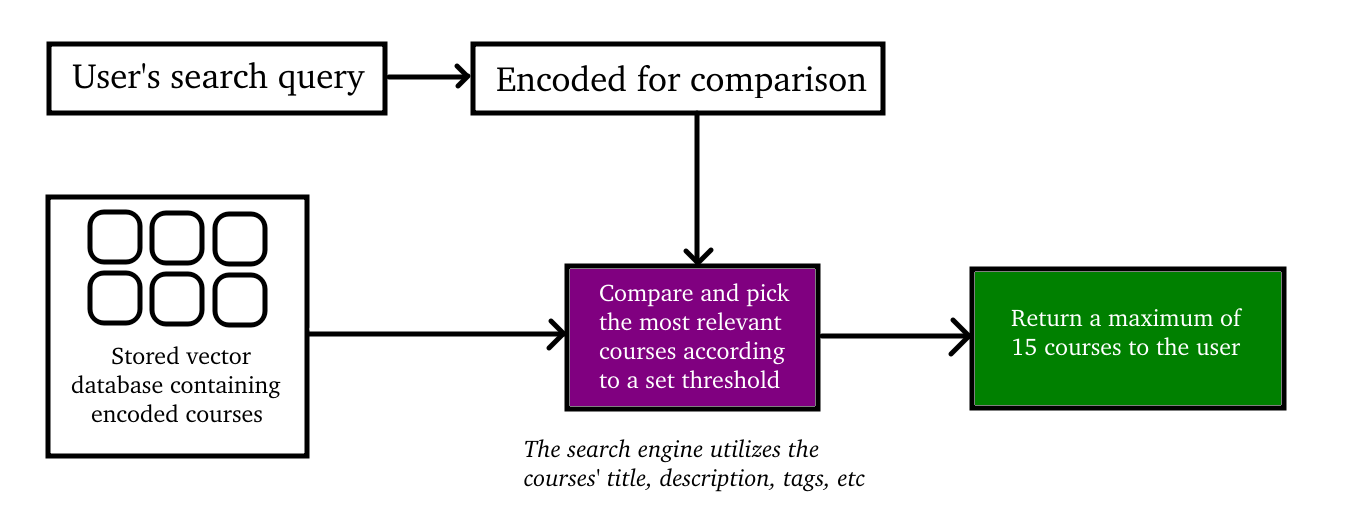 User's search query
Encoded for comparison
Stored vector
database containing
encoded courses
Compare and pick
the most relevant
courses according
to a set threshold
Return a maximum of
15 courses to the user
The search engine utilizes the
courses' title, description, tags, etc